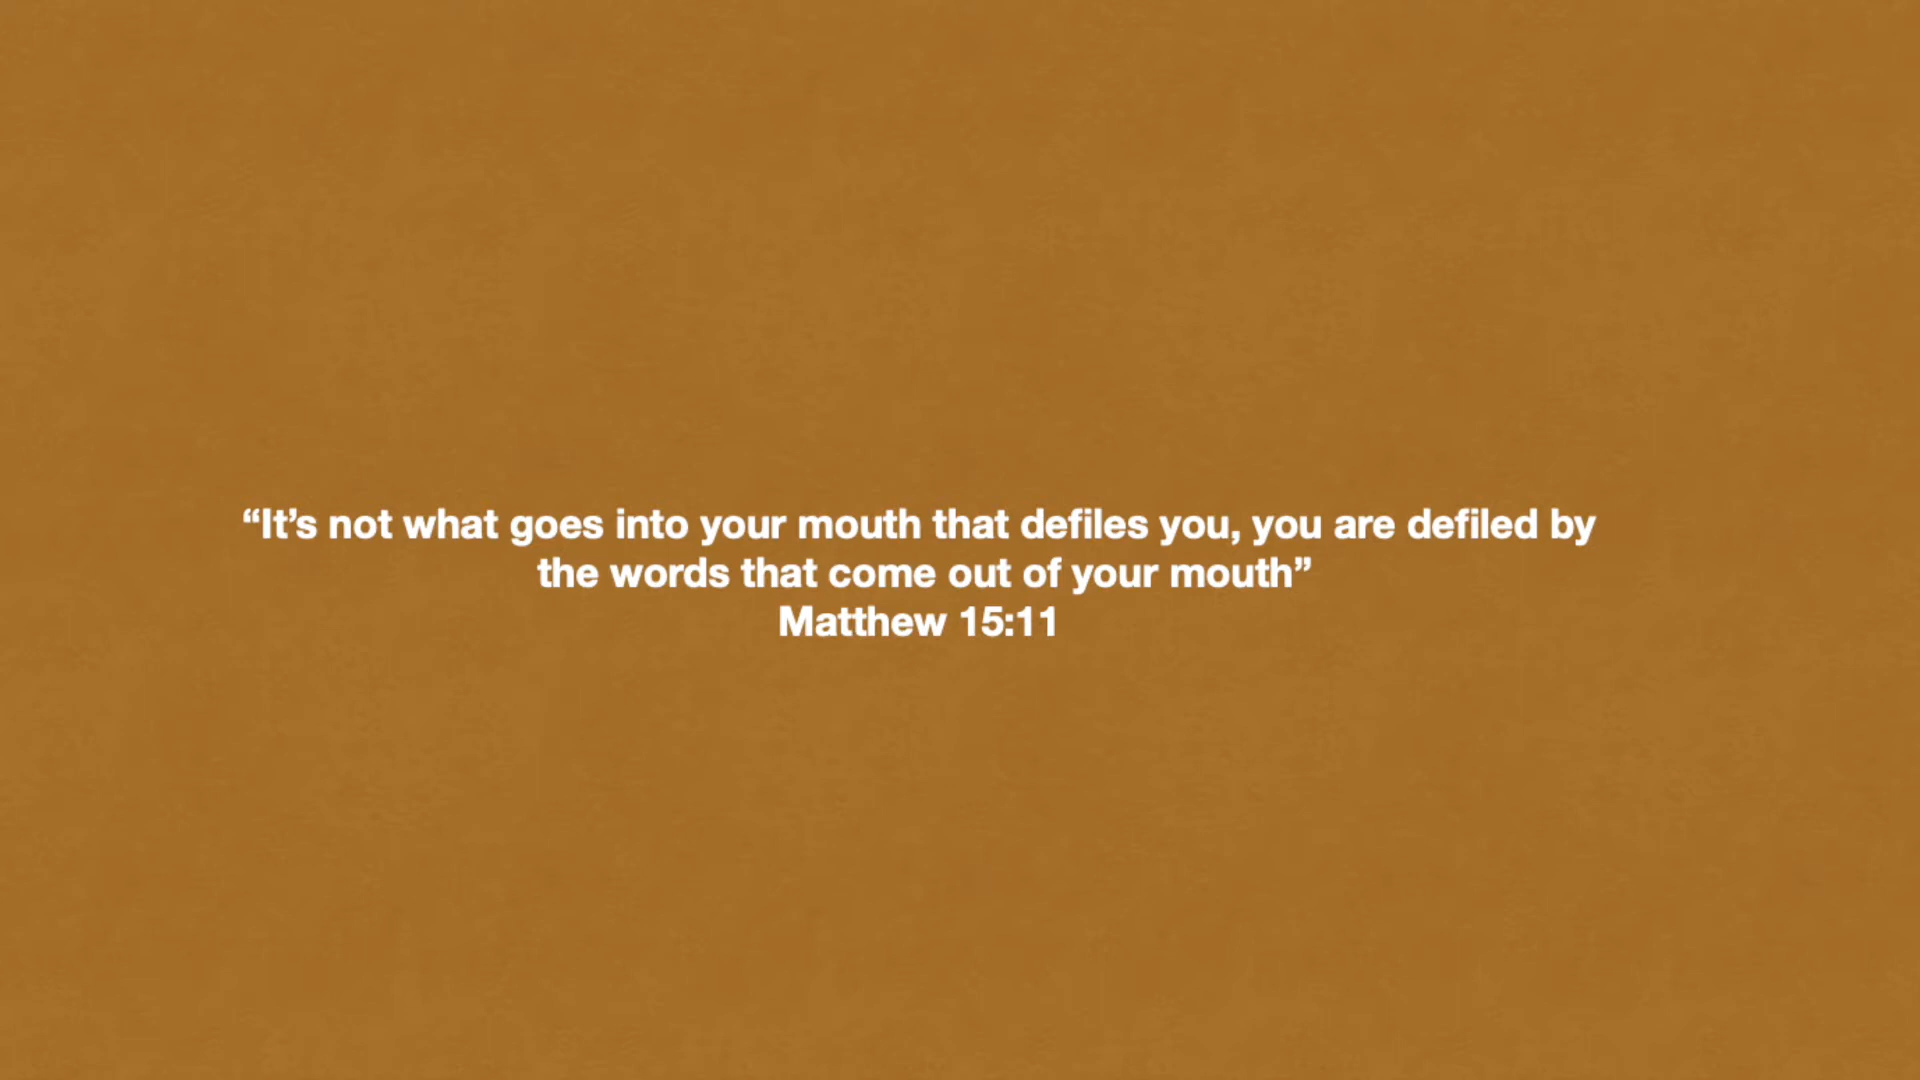 “It’s not what goes into your mouth that defiles you, you are defiled by
the words that come out of your mouth”
Matthew 15:11